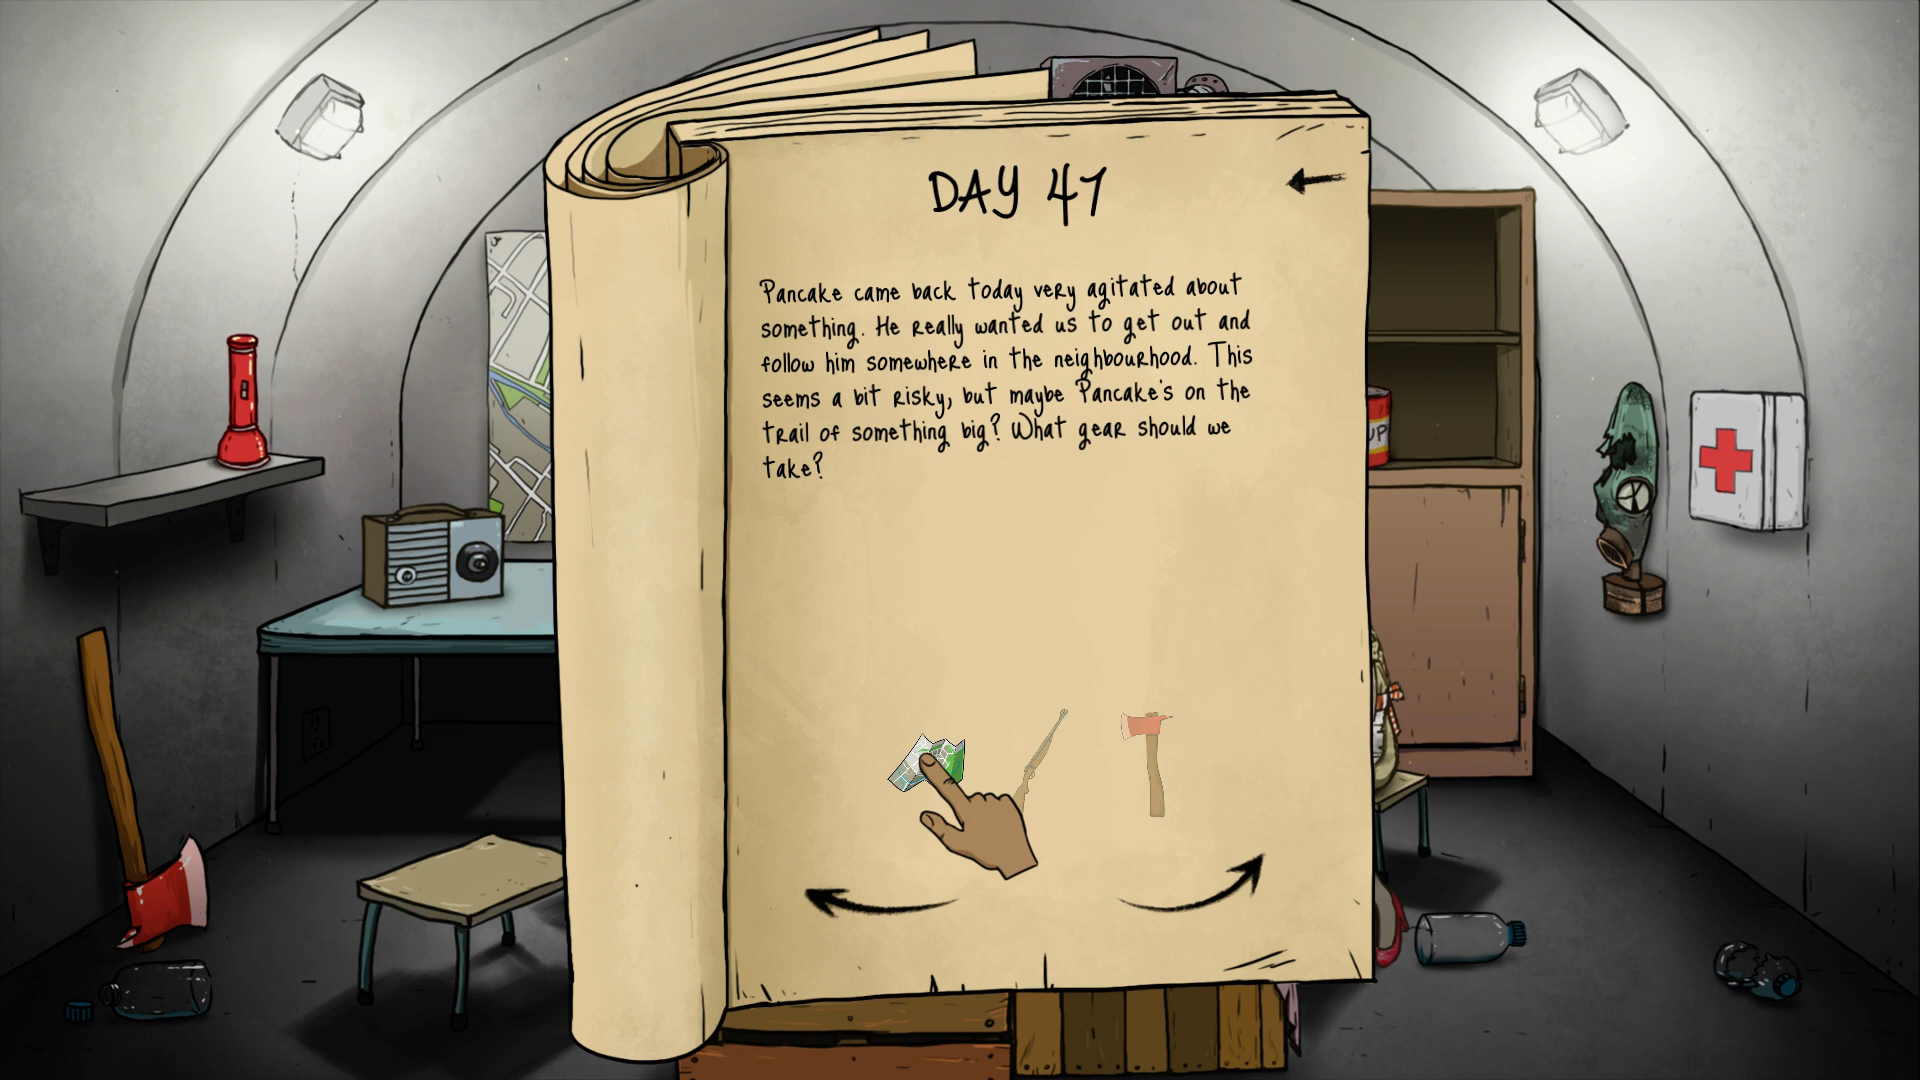 DAY 47
Pancake came back today very agitated about
something. He really wanted us to get out and
follow him somewhere in the neighbourhood. This
seems a bit risky, but maybe Pancake's on the
trail of something big? What gear should we
take?
UP